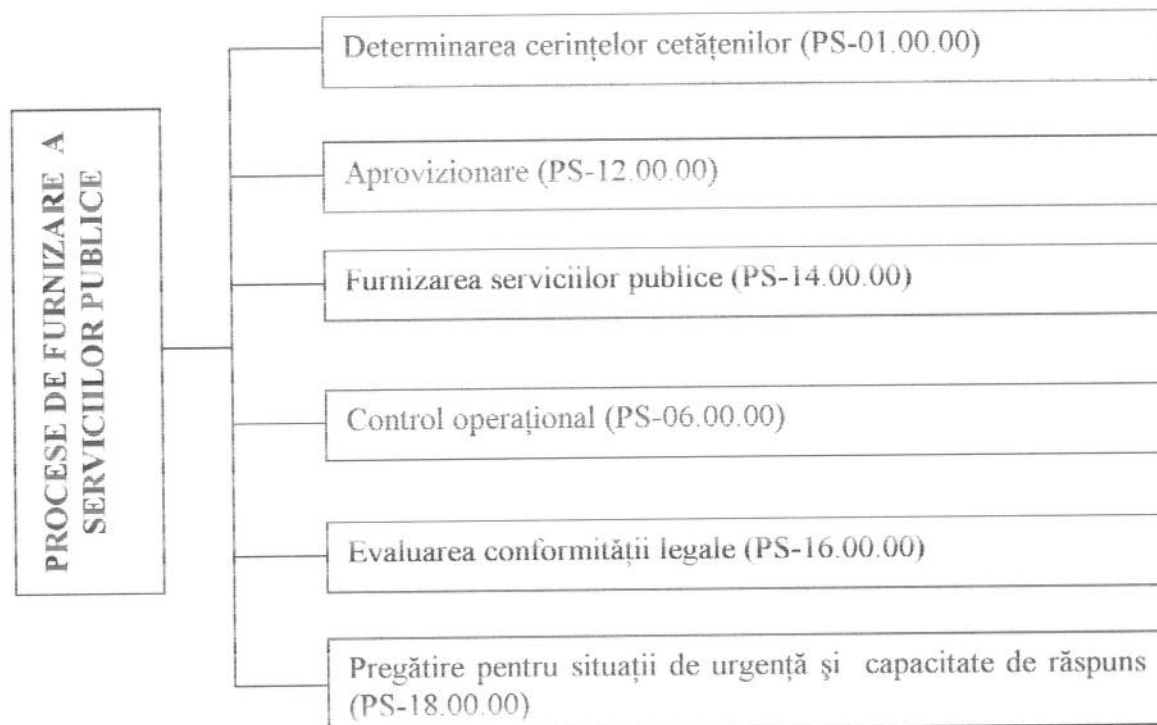 PROCESE DE FURNIZARE A
SERVICIILOR PUBLICE
Determinarea cerințelor cetățenilor (PS-01.00.00)
Aprovizionare (PS-12.00.00)
Furnizarea serviciilor publice (PS-14.00.00)
Control operațional (PS-06.00.00)
Evaluarea conformității legale (PS-16.00.00)
Pregătire pentru situații de urgență și capacitate de răspuns
(PS-18.00.00)